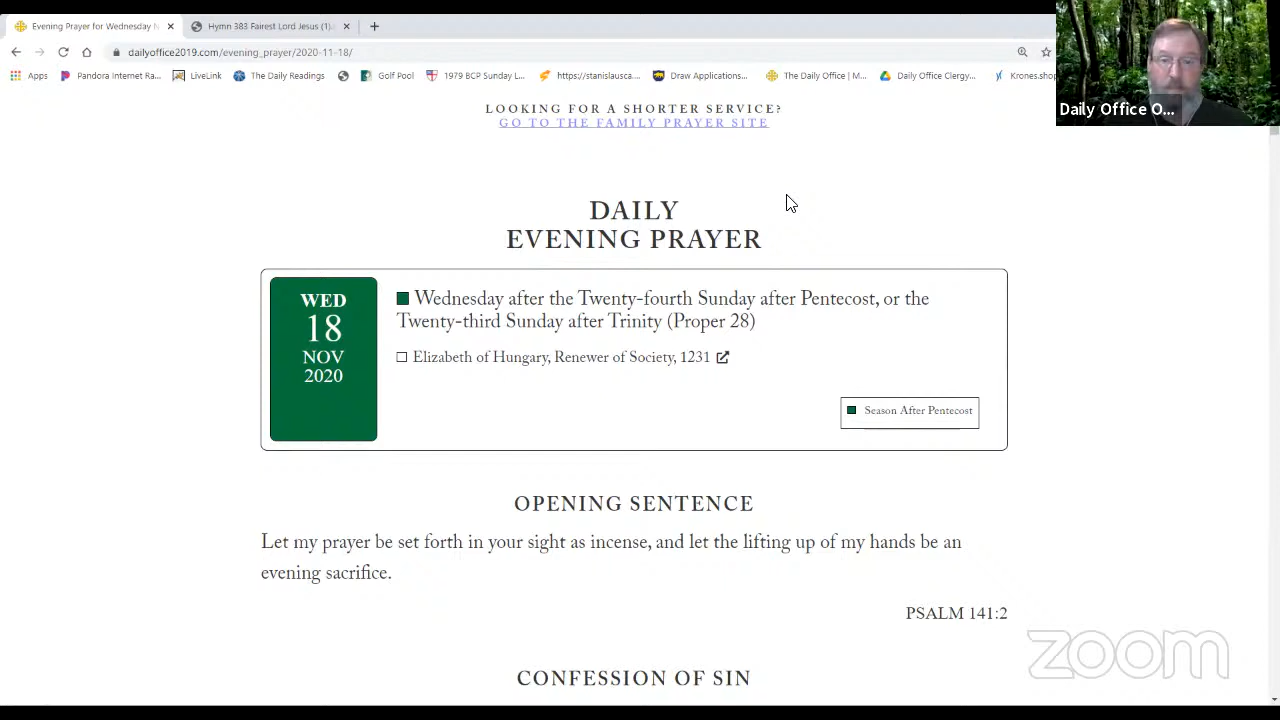 Evening Prayer for Wednesday N
Hymn 383 Fairest Lord Jesus (1).
dailyoffice2019.com/evening_prayer/2020-11-18/
Apps
Pandora Internet Ra...
LiveLink
The Daily Readings
Golf Pool
1979 BCP Sunday L...
https://stanislausca...
Draw Applications...
The Daily Office | M...
Daily Office Clergy...
Krones.shop
Daily Office O...
LOOKING FOR A SHORTER SERVICE?
GO TO THE FAMILY PRAYER SITE
DAILY
EVENING PRAYER
WED
18
NOV
2020
Wednesday after the Twenty-fourth Sunday after Pentecost, or the
Twenty-third Sunday after Trinity (Proper 28)
Elizabeth of Hungary, Renewer of Society, 1231
Season After Pentecost
OPENING SENTENCE
Let my prayer be set forth in your sight as incense, and let the lifting up of my hands be an
evening sacrifice.
PSALM 141:2
zoom
CONFESSION OF SIN